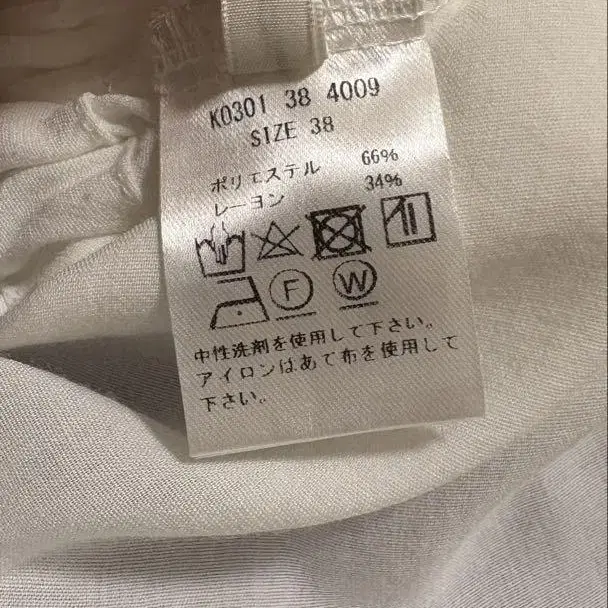 K0301 38 4009
SIZE 38
ポリエステル 66%
レーヨン 34%
F W
中性洗剤を使用して下さい。
アイロンはあて布を使用して
下さい。